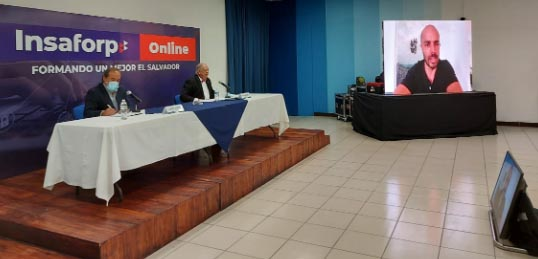 Insaforp Online
FORMANDO UN MEJOR EL SALVADOR